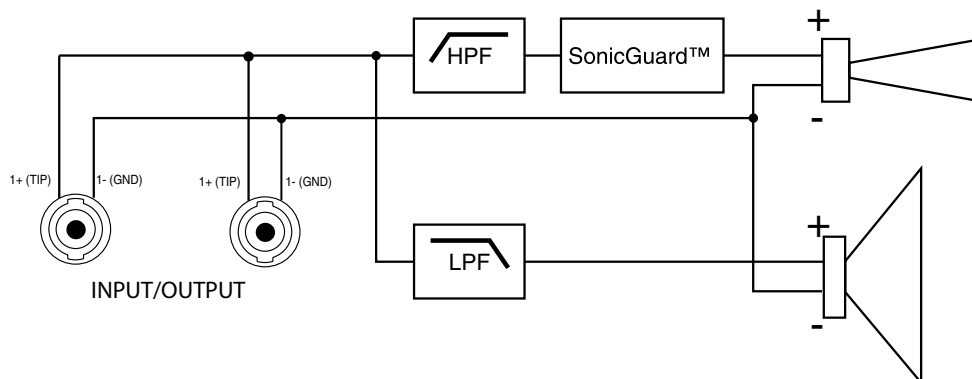 +
HPF
SonicGuard™
-
1+ (TIP)
1- (GND)
1+ (TIP)
1- (GND)
+
LPF
INPUT/OUTPUT
-